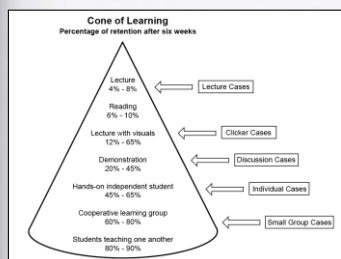 Cone of Learning
Percentage of retention after six weeks
Lecture
4% - 8%
Lecture Cases
Reading
6% - 10%
Lecture with visuals
12% - 65%
Clicker Cases
Demonstration
20% - 45%
Discussion Cases
Hands-on independent student
45% - 65%
Individual Cases
Cooperative learning group
60% - 80%
Small Group Cases
Students teaching one another
80% - 90%